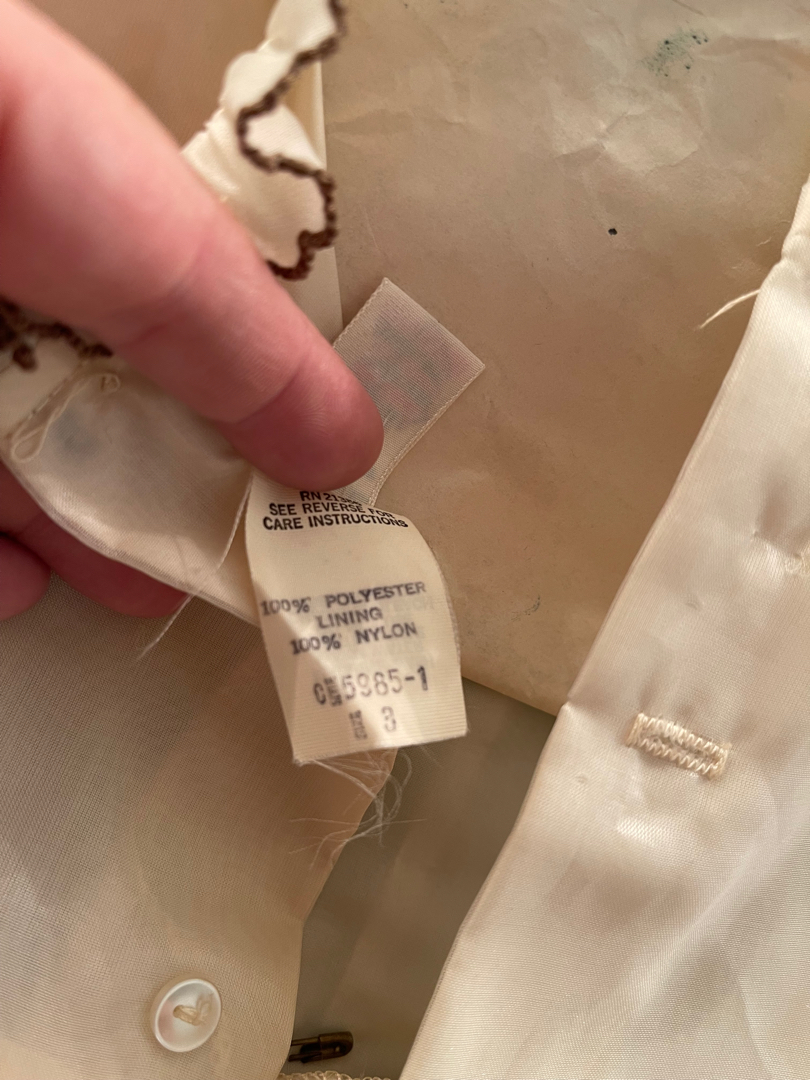 SEE REVERSE FOR
CARE INSTRUCTIONS
100% POLYESTER
LINING
100% NYLON
5985-1
3